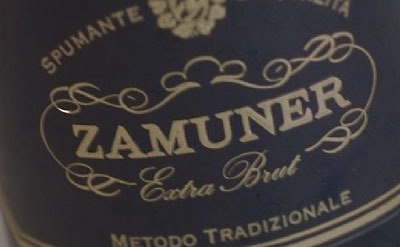 SPUMANTE
ZAMUNER
Extra Brut
METODO TRADIZIONALE